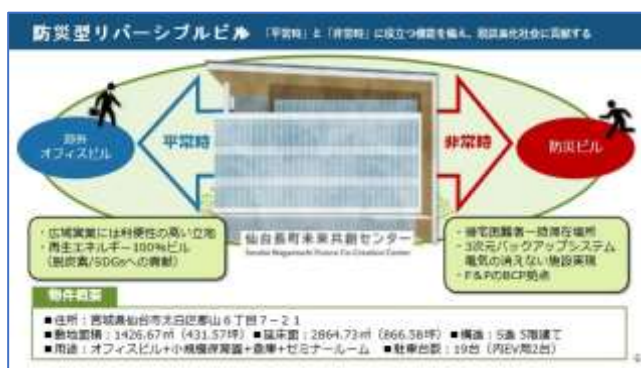 防災型リバーシブルビル 「平常時」と「非常時」に役立つ機能を備え、脱炭素化社会に貢献する
郊外
オフィスビル
平常時
非常時
防災ビル
・広域営業には利便性の高い立地
・再生エネルギー100%ビル
(脱炭素/SDGsへの貢献)
仙台長町未来共創センター
Sendai Nagamachi Future Co-Creation Center
・帰宅困難者一時滞在場所
・3次元バックアップシステム
電気の消えない施設実現
・F&PのBCP拠点
物件概要
■住所:宮城県仙台市太白区郡山6丁目7-21
■敷地面積:1426.67㎡(431.57坪) ■延床面:2864.73㎡(866.58坪) ■構造:S造 5階建て
■用途:オフィスビル+小規模保育園+倉庫+ゼミナールーム ■駐車台数:19台(内EV用2台)